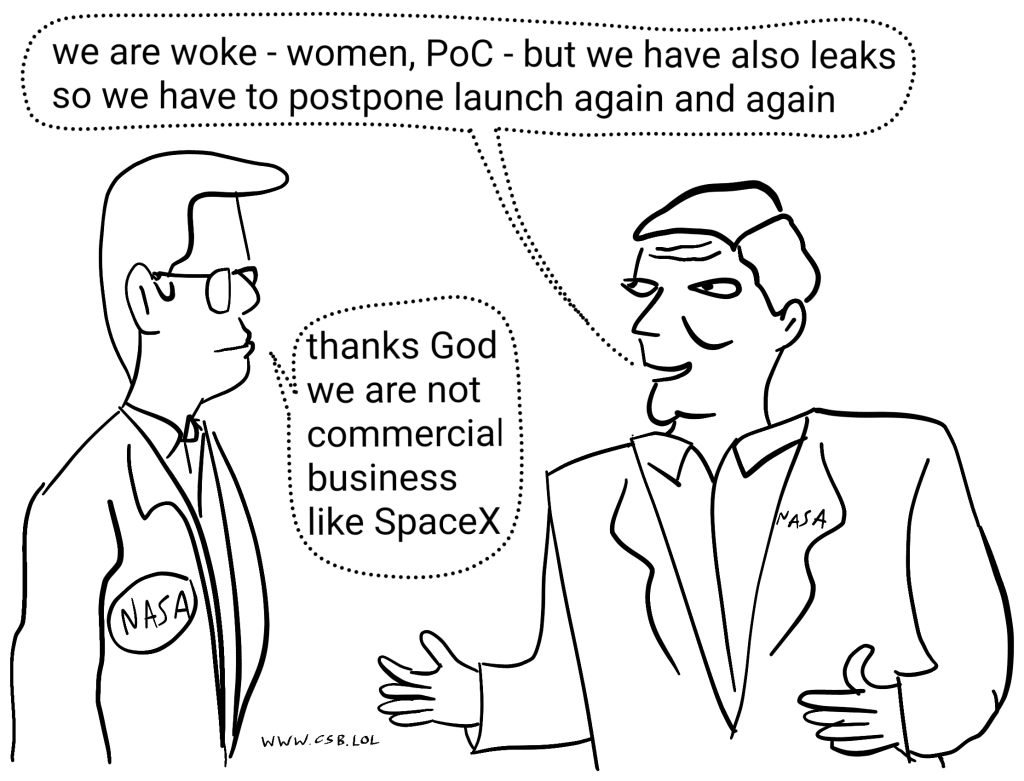 we are woke - women, PoC - but we have also leaks
so we have to postpone launch again and again
thanks God
we are not
commercial
business
like SpaceX
NASA
NASA
WWW.CSB.LOL